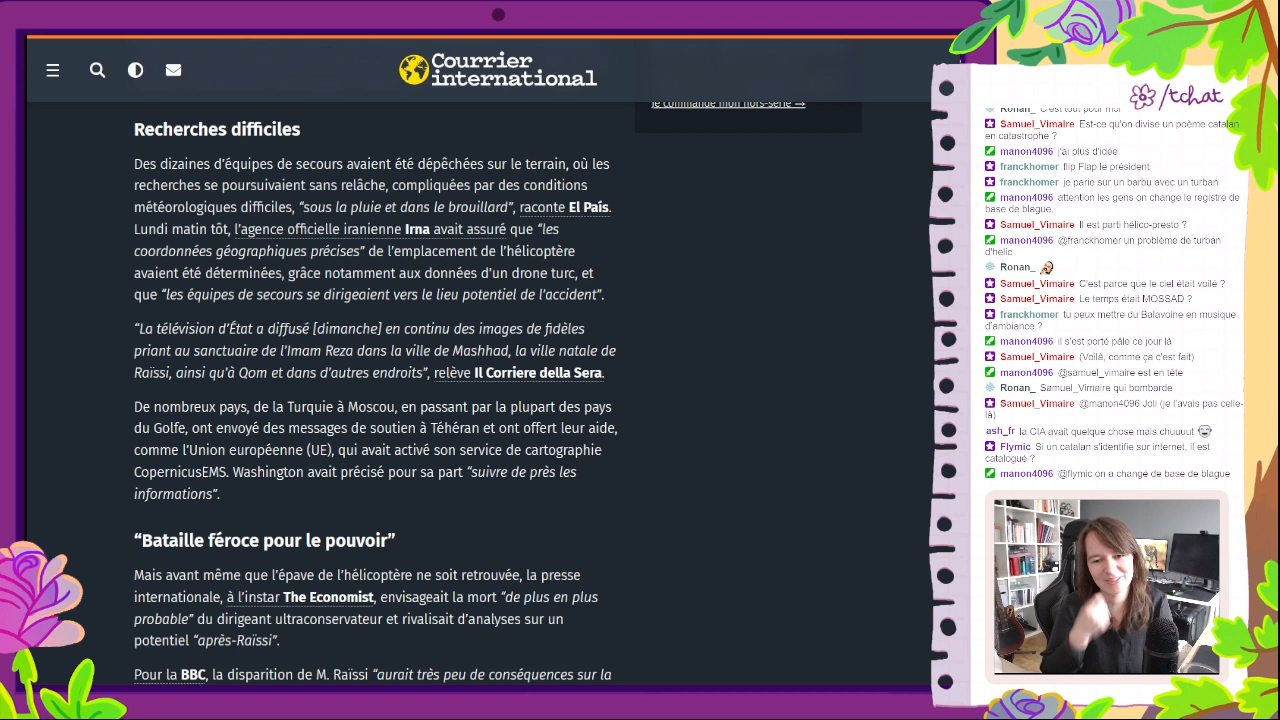 Courrier
international
je commande mon hors-série →
Recherches difficiles
Des dizaines d’équipes de secours avaient été dépêchées sur le terrain, où les
recherches se poursuivaient sans relâche, compliquées par des conditions
météorologiques difficiles, “sous la pluie et dans le brouillard”, raconte El País.
Lundi matin tôt, l’agence officielle iranienne Irna avait assuré que “les
coordonnées géographiques précises” de l’emplacement de l’hélicoptère
avaient été déterminées, grâce notamment aux données d’un drone turc, et
que “les équipes de secours se dirigeaient vers le lieu potentiel de l’accident”.
“La télévision d’État a diffusé [dimanche] en continu des images de fidèles
priant au sanctuaire de l’Imam Reza dans la ville de Mashhad, la ville natale de
Raïssi, ainsi qu’à Qom et dans d’autres endroits”, relève Il Corriere della Sera.
De nombreux pays, de la Turquie à Moscou, en passant par la plupart des pays
du Golfe, ont envoyé des messages de soutien à Téhéran et ont offert leur aide,
comme l’Union européenne (UE), qui avait activé son service de cartographie
CopernicusEMS. Washington avait précisé pour sa part “suivre de près les
informations”.
“Bataille féroce pour le pouvoir”
Mais avant même que l’épave de l’hélicoptère ne soit retrouvée, la presse
internationale, à l’instar The Economist, envisageait la mort “de plus en plus
probable” du dirigeant ultraconservateur et rivalisait d’analyses sur un
potentiel “après-Raïssi”.
Pour la BBC, la disparition de M. Raïssi “aurait très peu de conséquences sur la
/tchat
Ronan_ C'est tout pour moi
Samuel_Vimaire Est-ce qu'on divise un poème catalan
en catastrophe ?
manon4096 j'ai plus d'idée
franckhomer flip Flap le président
franckhomer je parie sur un barbu avec un turban
manon4096 attention les gens on change le registre de
base de blague.
Samuel_Vimaire Il est parti hélico-presto ?
manon4096 @franckhomer un problème de turban
d'helic
Ronan_
Samuel_Vimaire C'est parce que le ciel était voilé ?
Samuel_Vimaire Le temps était MOSSAD ?
franckhomer tu peux mettre du Balavoine en musique
d'ambiance ?
manon4096 il s'est porté pâle ce jour là
Samuel_Vimaire (Voilà, comme ça c'est fait)
manon4096 @samuel_vimaire est en tête
Ronan_ Samuel_Vimaire qui bombarde
Samuel_Vimaire @manon4096 Joli (je l'avais pas celle-
là)
ash_fr la CIA avait quelque chose mais chuuuut
Flymic Si un catalan s'identifie sur internet, il est
catalogué ?
manon4096 @flymic on a changé de base de blague